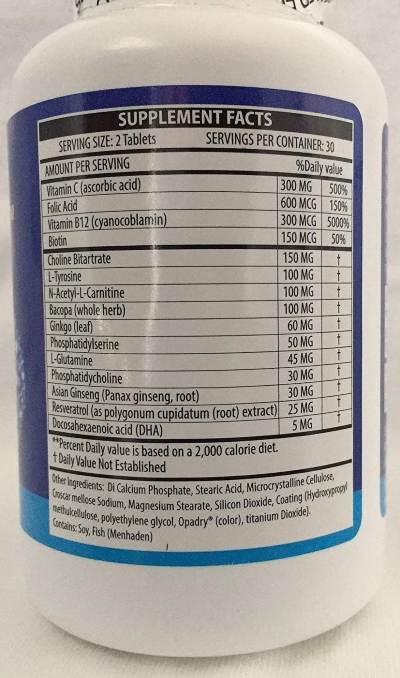 SUPPLEMENT FACTS
SERVING SIZE: 2 Tablets SERVINGS PER CONTAINER: 30
AMOUNT PER SERVING %Daily value
Vitamin C (ascorbic acid) 300 MG 500%
Folic Acid 600 MCG 150%
Vitamin B12 (cyanocoblamin) 300 MCG 5000%
Biotin 150 MCG 50%
Choline Bitartrate 150 MG †
L-Tyrosine 100 MG †
N-Acetyl-L-Carnitine 100 MG †
Bacopa (whole herb) 100 MG †
Ginkgo (leaf) 60 MG †
Phosphatidylserine 50 MG †
L-Glutamine 45 MG †
Phosphatidycholine 30 MG †
Asian Ginseng (Panax ginseng, root) 30 MG †
Resveratrol (as polygonum cupidatum (root) extract) 25 MG †
Docosahexaenoic acid (DHA) 5 MG †
**Percent Daily value is based on a 2,000 calorie diet.
† Daily Value Not Established
Other Ingredients: Di Calcium Phosphate, Stearic Acid, Microcrystalline Cellulose,
Croscar mellose Sodium, Magnesium Stearate, Silicon Dioxide, Coating (Hydroxypropyl
methulcellulose, polyethylene glycol, Opadry® (color), titanium Dioxide).
Contains: Soy, Fish (Menhaden)